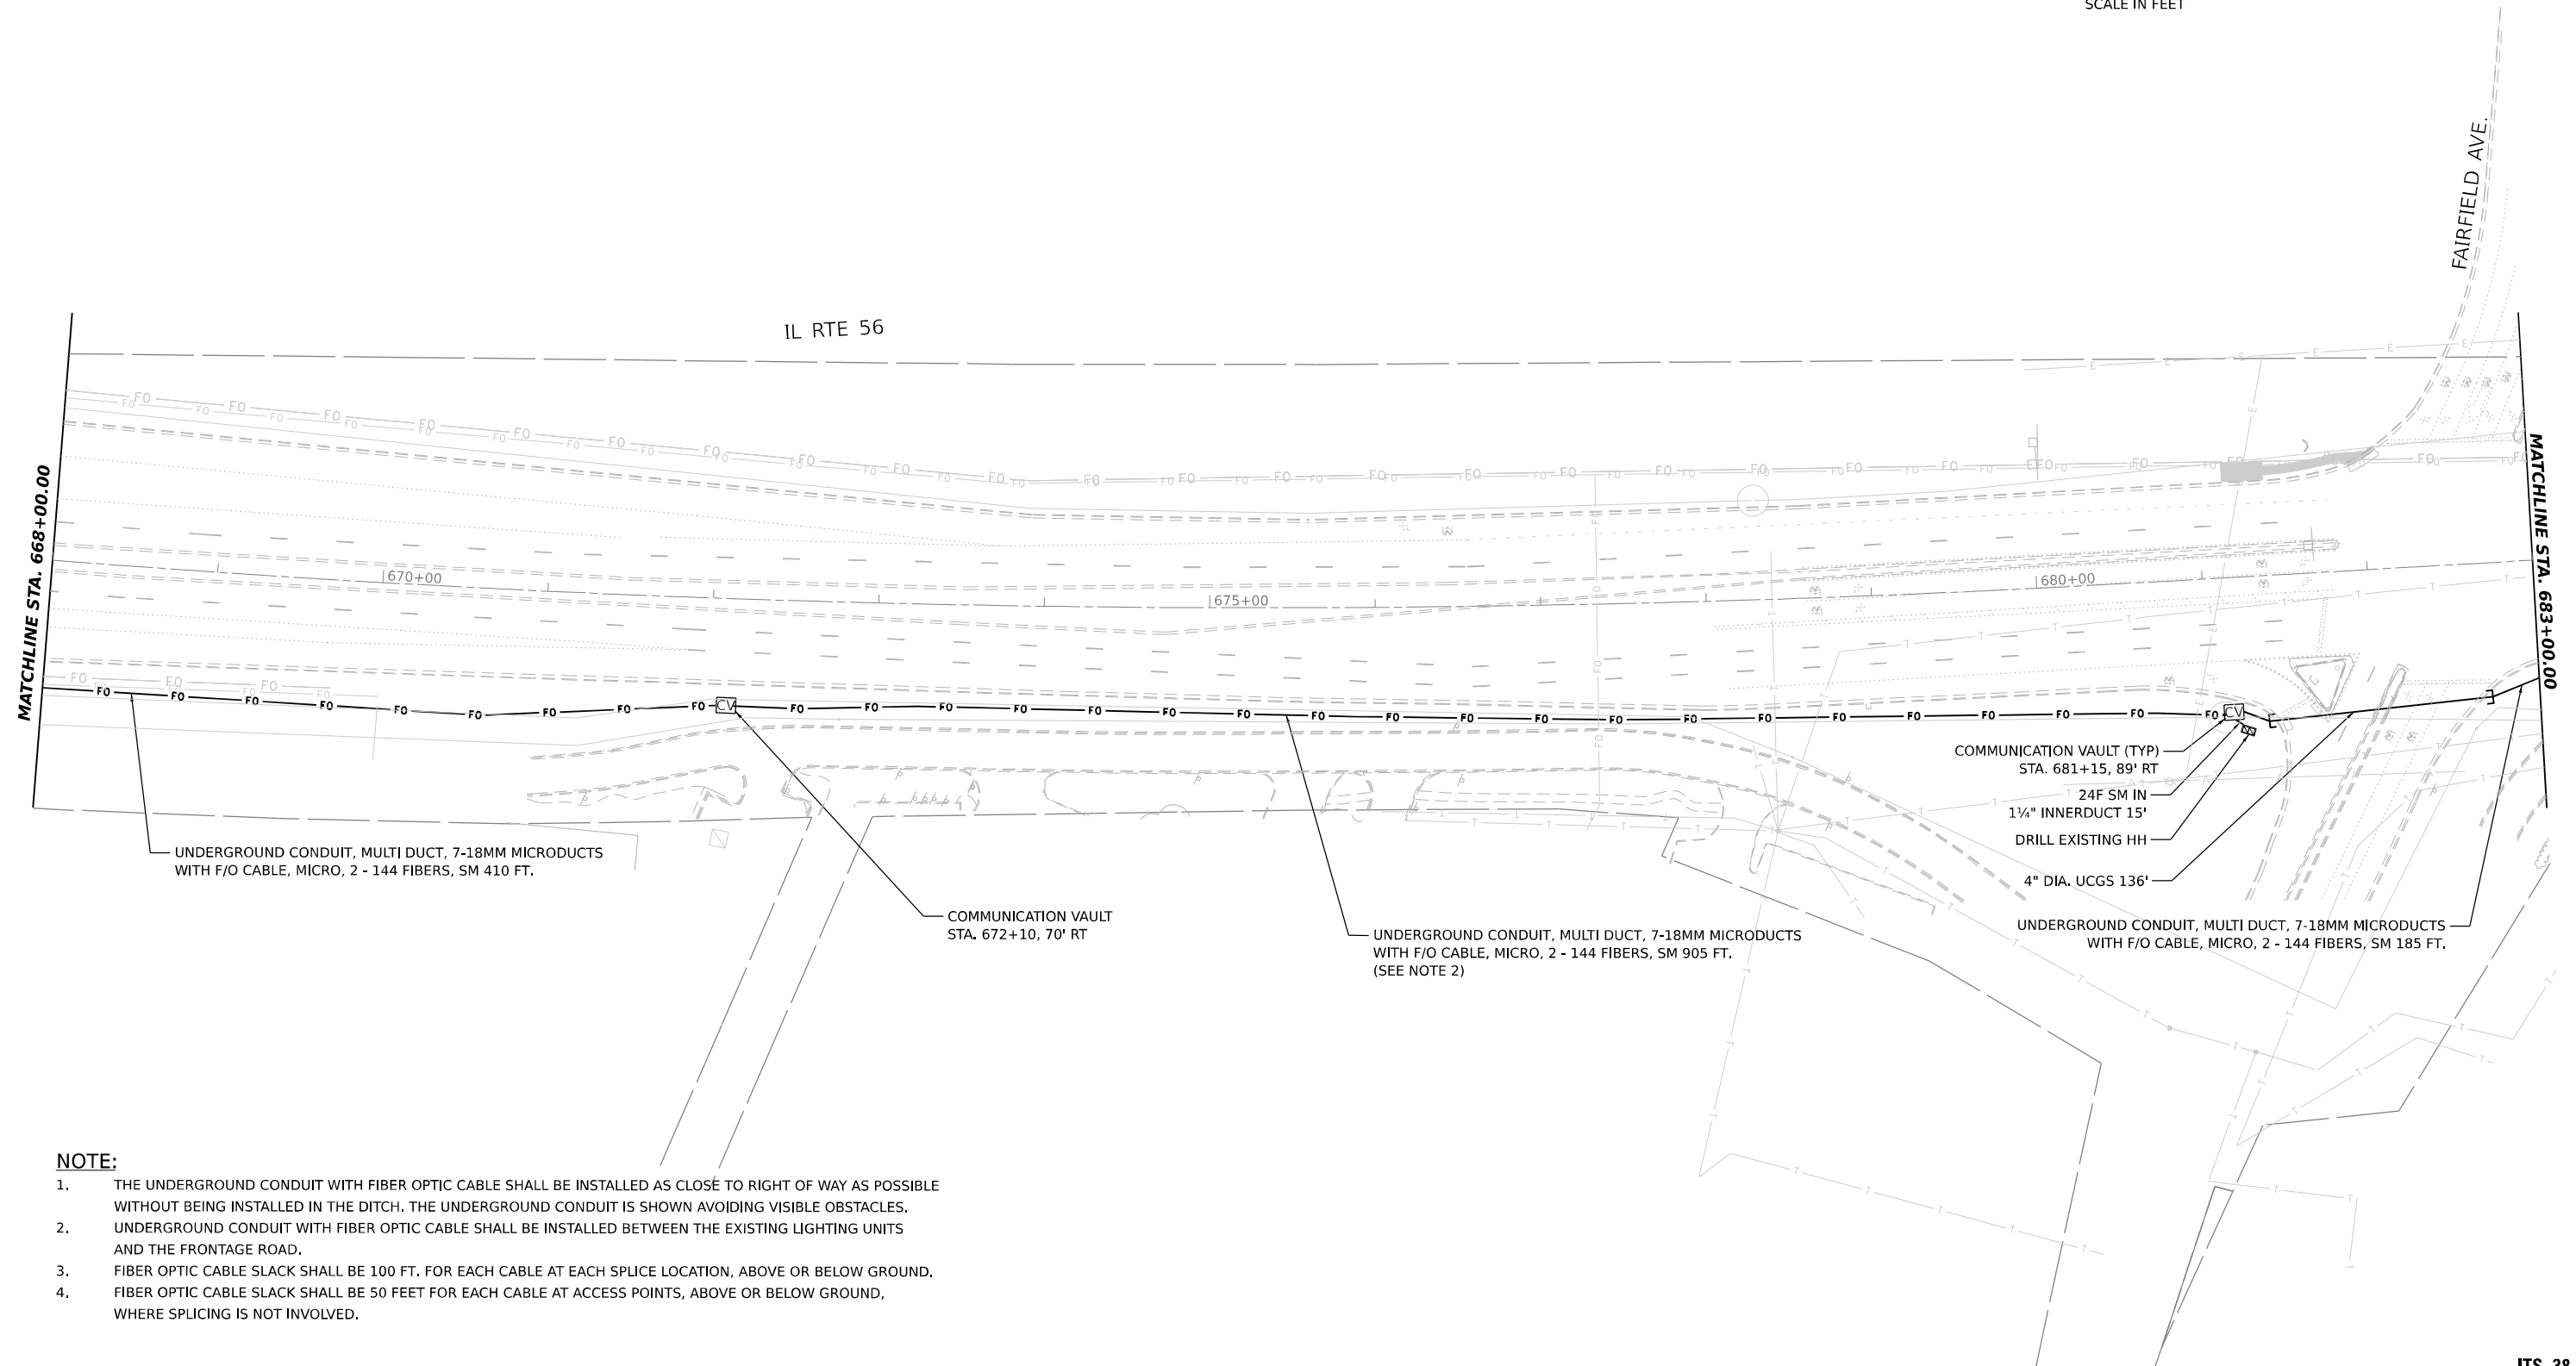 SCALE IN FEET
FAIRFIELD AVE.
IL RTE 56
MATCHLINE STA. 668+00.00
MATCHLINE STA. 683+00.00
670+00
675+00
680+00
CV
CV
COMMUNICATION VAULT (TYP)
STA. 681+15, 89' RT
24F SM IN
1¼" INNERDUCT 15'
DRILL EXISTING HH
4" DIA. UCGS 136'
UNDERGROUND CONDUIT, MULTI DUCT, 7-18MM MICRODUCTS
WITH F/O CABLE, MICRO, 2 - 144 FIBERS, SM 410 FT.
COMMUNICATION VAULT
STA. 672+10, 70' RT
UNDERGROUND CONDUIT, MULTI DUCT, 7-18MM MICRODUCTS
WITH F/O CABLE, MICRO, 2 - 144 FIBERS, SM 905 FT.
(SEE NOTE 2)
UNDERGROUND CONDUIT, MULTI DUCT, 7-18MM MICRODUCTS
WITH F/O CABLE, MICRO, 2 - 144 FIBERS, SM 185 FT.
NOTE:
1. THE UNDERGROUND CONDUIT WITH FIBER OPTIC CABLE SHALL BE INSTALLED AS CLOSE TO RIGHT OF WAY AS POSSIBLE
WITHOUT BEING INSTALLED IN THE DITCH. THE UNDERGROUND CONDUIT IS SHOWN AVOIDING VISIBLE OBSTACLES.
2. UNDERGROUND CONDUIT WITH FIBER OPTIC CABLE SHALL BE INSTALLED BETWEEN THE EXISTING LIGHTING UNITS
AND THE FRONTAGE ROAD.
3. FIBER OPTIC CABLE SLACK SHALL BE 100 FT. FOR EACH CABLE AT EACH SPLICE LOCATION, ABOVE OR BELOW GROUND.
4. FIBER OPTIC CABLE SLACK SHALL BE 50 FEET FOR EACH CABLE AT ACCESS POINTS, ABOVE OR BELOW GROUND,
WHERE SPLICING IS NOT INVOLVED.